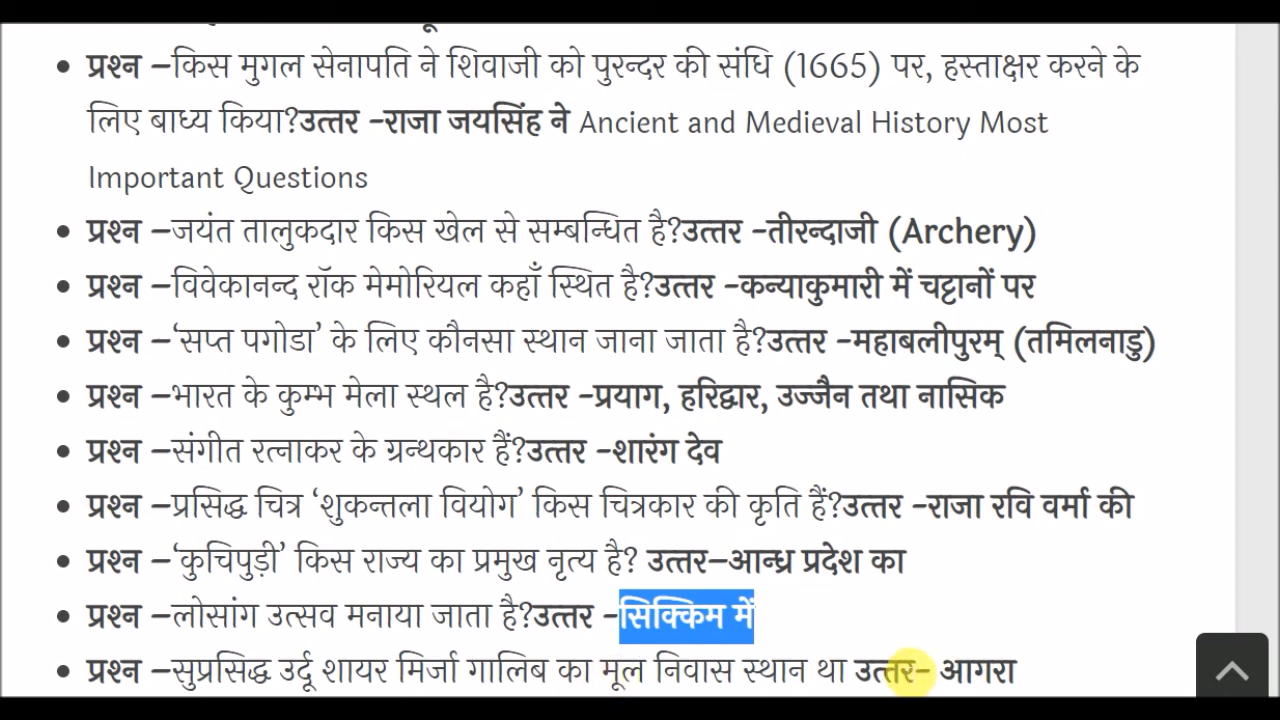 प्रश्न –किस मुगल सेनापति ने शिवाजी को पुरन्दर की संधि (1665) पर, हस्ताक्षर करने के
लिए बाध्य किया?उत्तर –राजा जयसिंह ने Ancient and Medieval History Most
Important Questions
प्रश्न –जयंत तालुकदार किस खेल से सम्बन्धित है?उत्तर –तीरन्दाजी (Archery)
प्रश्न –विवेकानन्द रॉक मेमोरियल कहाँ स्थित है?उत्तर –कन्याकुमारी में चट्टानों पर
प्रश्न –‘सप्त पगोडा’ के लिए कौनसा स्थान जाना जाता है?उत्तर –महाबलीपुरम् (तमिलनाडु)
प्रश्न –भारत के कुम्भ मेला स्थल है?उत्तर –प्रयाग, हरिद्वार, उज्जैन तथा नासिक
प्रश्न –संगीत रत्नाकर के ग्रन्थकार हैं?उत्तर –शारंग देव
प्रश्न –प्रसिद्ध चित्र ‘शुकन्तला वियोग’ किस चित्रकार की कृति हैं?उत्तर –राजा रवि वर्मा की
प्रश्न –‘कुचिपुड़ी’ किस राज्य का प्रमुख नृत्य है? उत्तर–आन्ध्र प्रदेश का
प्रश्न –लोसांग उत्सव मनाया जाता है?उत्तर –सिक्किम में
प्रश्न –सुप्रसिद्ध उर्दू शायर मिर्जा गालिब का मूल निवास स्थान था उत्तर– आगरा